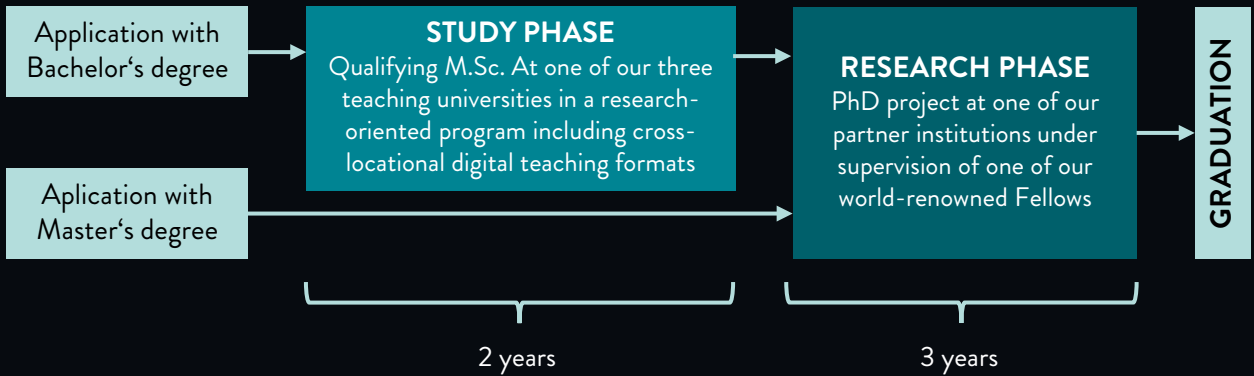 Application with
Bachelor‘s degree
STUDY PHASE
Qualifying M.Sc. At one of our three
teaching universities in a research-
oriented program including cross-
locational digital teaching formats
Aplication with
Master‘s degree
RESEARCH PHASE
PhD project at one of our
partner institutions under
supervision of one of our
world-renowned Fellows
GRADUATION
2 years
3 years